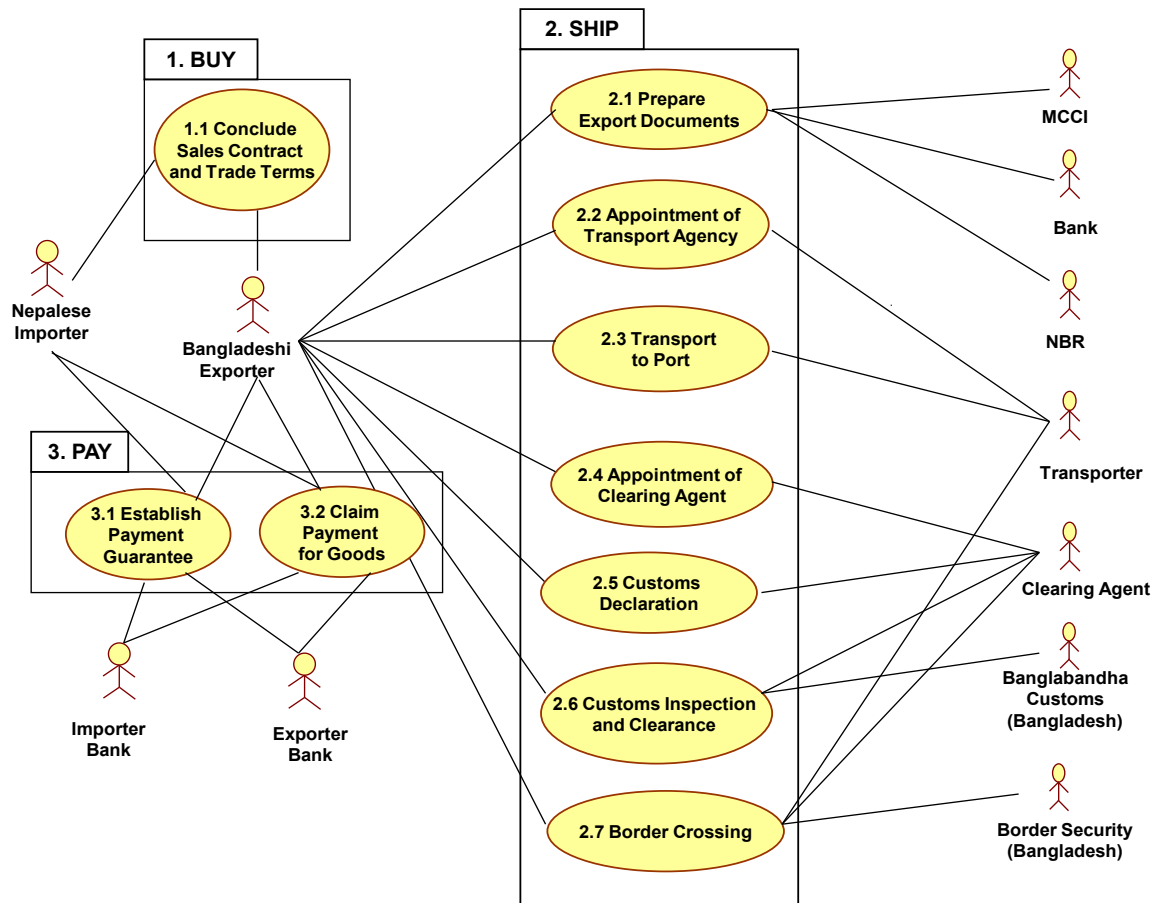 1. BUY
1.1 Conclude
Sales Contract
and Trade Terms
Nepalese
Importer
Bangladeshi
Exporter
3. PAY
3.1 Establish
Payment
Guarantee
3.2 Claim
Payment
for Goods
Importer
Bank
Exporter
Bank
2. SHIP
2.1 Prepare
Export Documents
2.2 Appointment of
Transport Agency
2.3 Transport
to Port
2.4 Appointment of
Clearing Agent
2.5 Customs
Declaration
2.6 Customs Inspection
and Clearance
2.7 Border Crossing
MCCI
Bank
NBR
Transporter
Clearing Agent
Banglabandha
Customs
(Bangladesh)
Border Security
(Bangladesh)